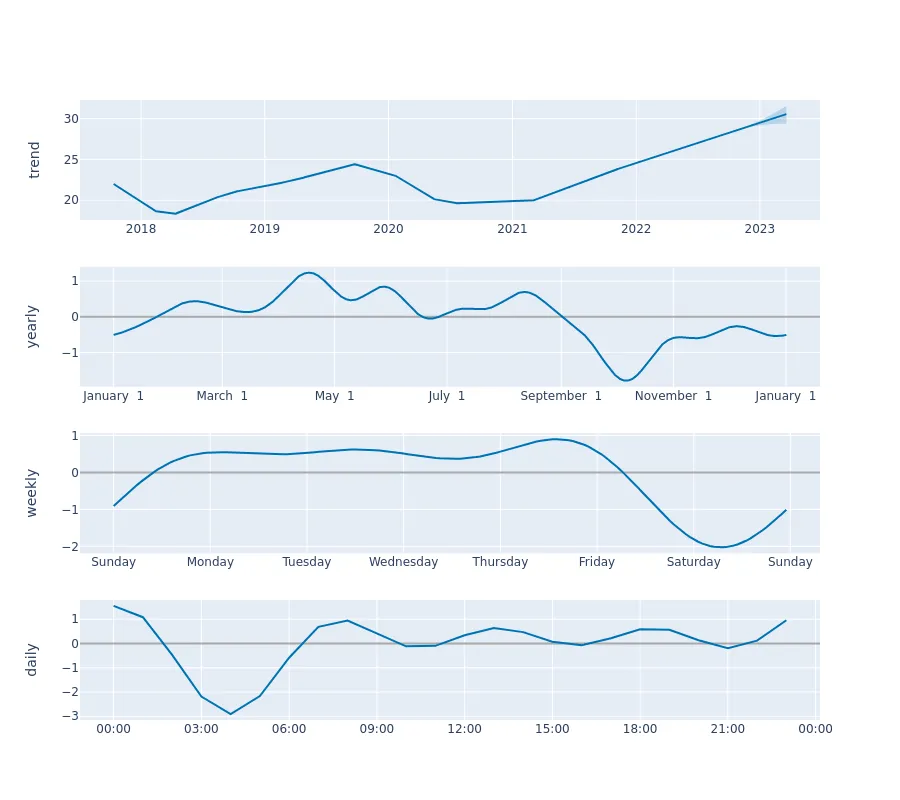 trend
30
25
20
2018 2019 2020 2021 2022 2023
yearly
1
0
−1
January 1 March 1 May 1 July 1 September 1 November 1 January 1
weekly
1
0
−1
−2
Sunday Monday Tuesday Wednesday Thursday Friday Saturday Sunday
daily
1
0
−1
−2
−3
00:00 03:00 06:00 09:00 12:00 15:00 18:00 21:00 00:00